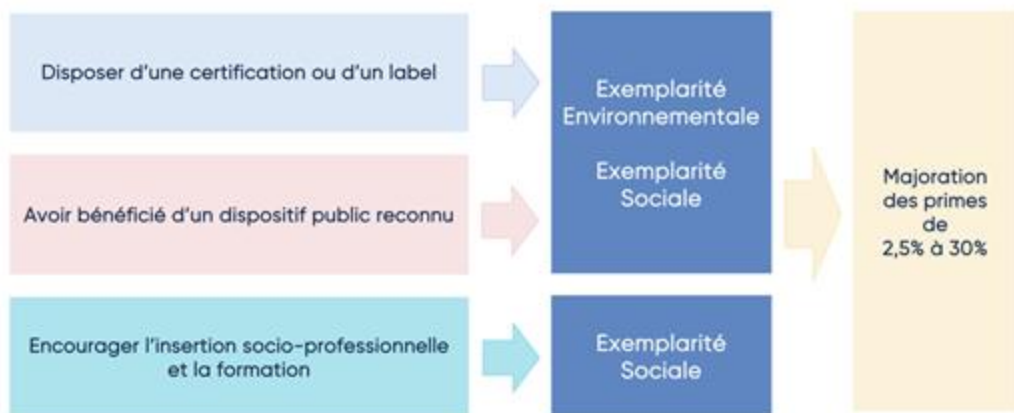 Disposer d'une certification ou d'un label
Exemplarité
Environnementale
Exemplarité
Sociale
Avoir bénéficié d'un dispositif public reconnu
Majoration
des primes
de
2,5% à 30%
Encourager l'insertion socio-professionnelle
et la formation
Exemplarité
Sociale